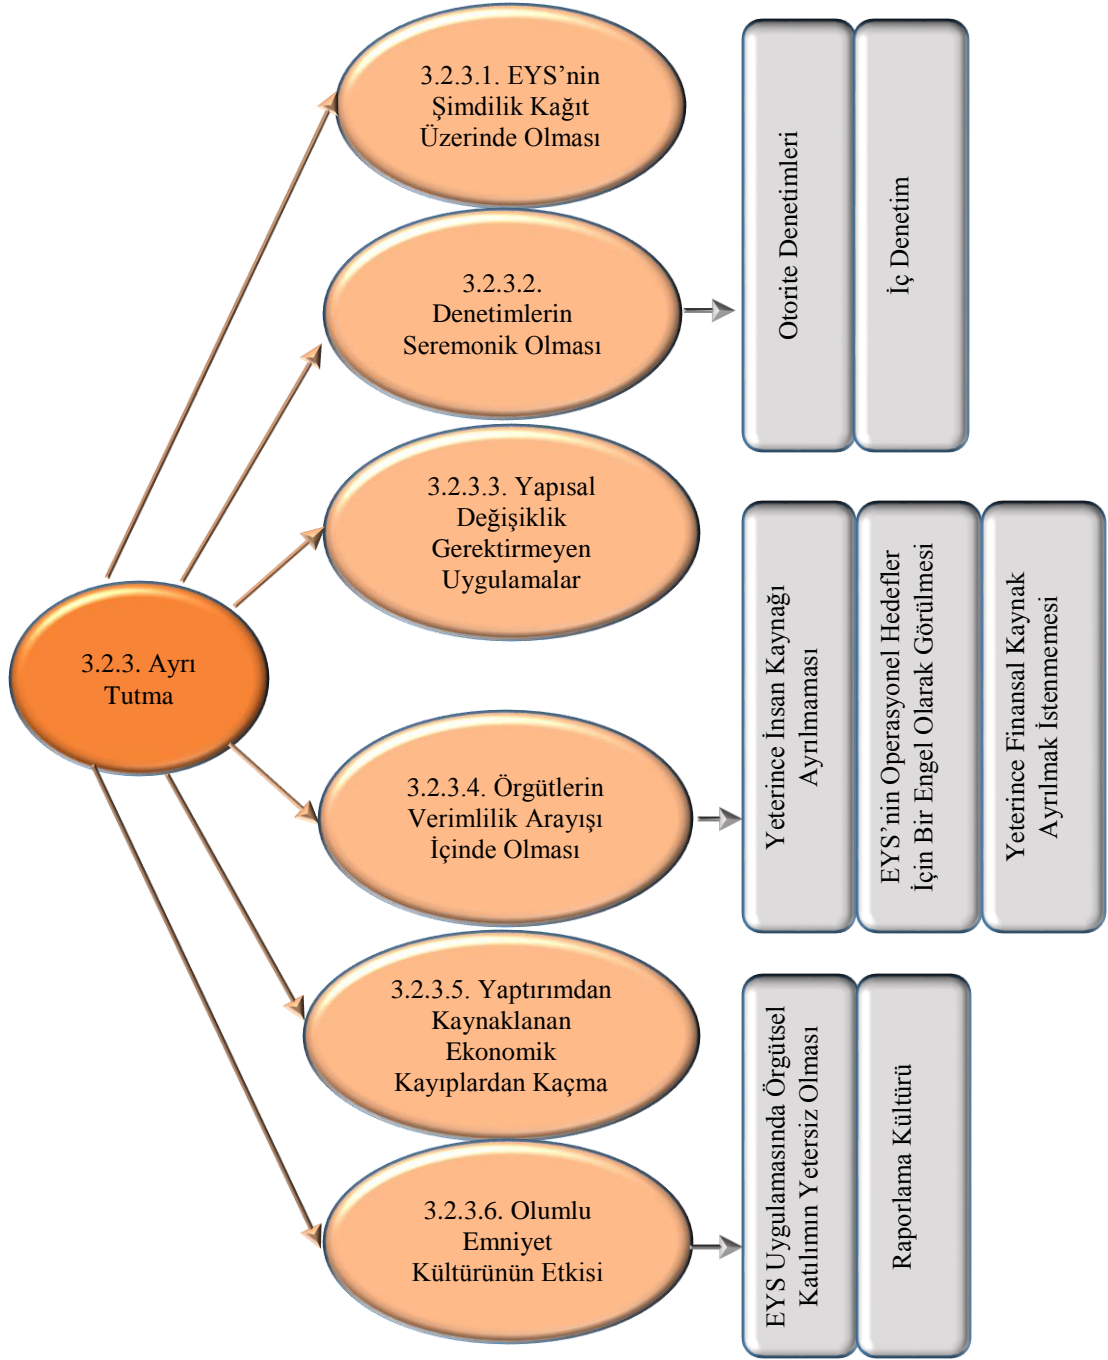 3.2.3. Ayrı
Tutma
3.2.3.1. EYS’nin
Şimdilik Kağıt
Üzerinde Olması
3.2.3.2.
Denetimlerin
Seremonik Olması
Otorite Denetimleri
İç Denetim
3.2.3.3. Yapısal
Değişiklik
Gerektirmeyen
Uygulamalar
3.2.3.4. Örgütlerin
Verimlilik Arayışı
İçinde Olması
Yeterince İnsan Kaynağı
Ayrılmaması
EYS’nin Operasyonel Hedefler
İçin Bir Engel Olarak Görülmesi
Yeterince Finansal Kaynak
Ayrılmak İstenmemesi
3.2.3.5. Yaptırımdan
Kaynaklanan
Ekonomik
Kayıplardan Kaçma
3.2.3.6. Olumlu
Emniyet
Kültürünün Etkisi
EYS Uygulamasında Örgütsel
Katılımın Yetersiz Olması
Raporlama Kültürü